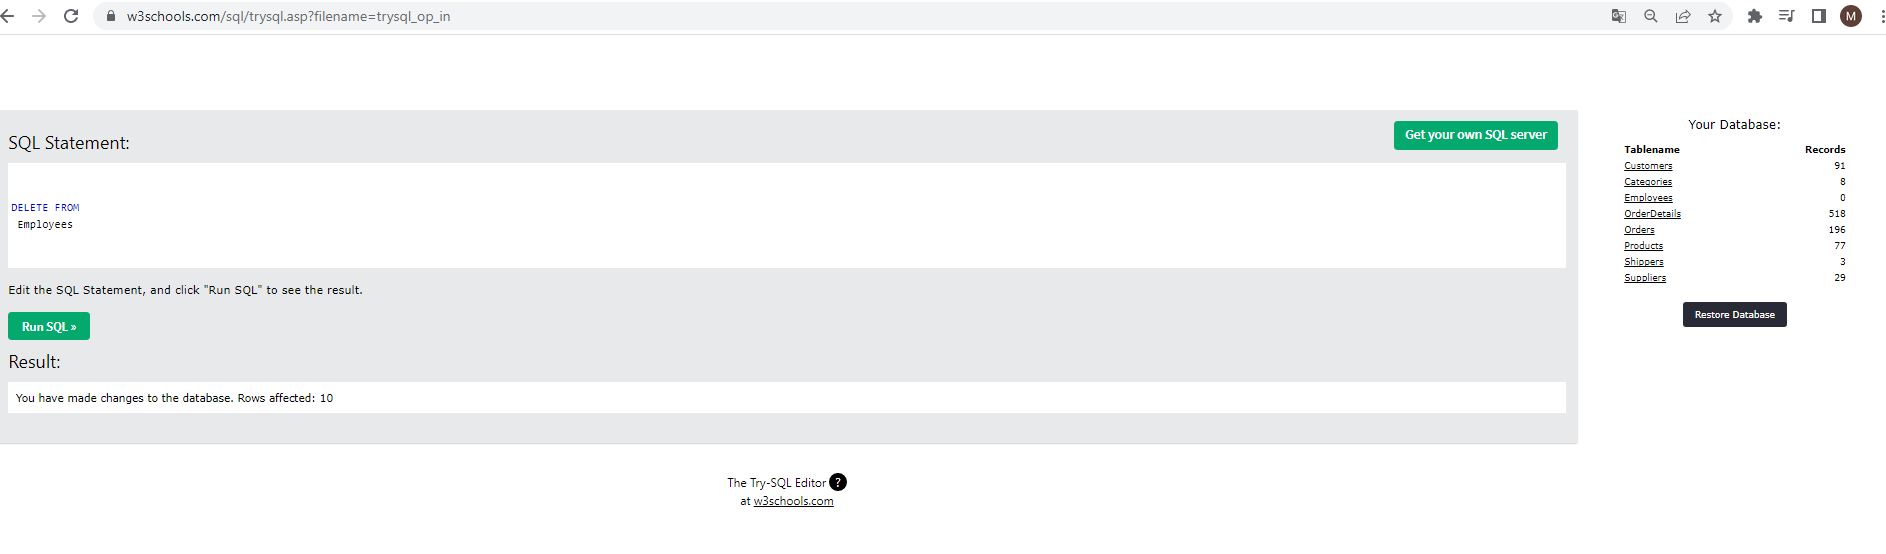 w3schools.com/sql/trysql.asp?filename=trysql_op_in
M
SQL Statement:
Get your own SQL server
DELETE FROM
Employees
Edit the SQL Statement, and click "Run SQL" to see the result.
Run SQL »
Result:
You have made changes to the database. Rows affected: 10
The Try-SQL Editor ?
at w3schools.com
Your Database:
Tablename Records
Customers 91
Categories 8
Employees 0
OrderDetails 518
Orders 196
Products 77
Shippers 3
Suppliers 29
Restore Database